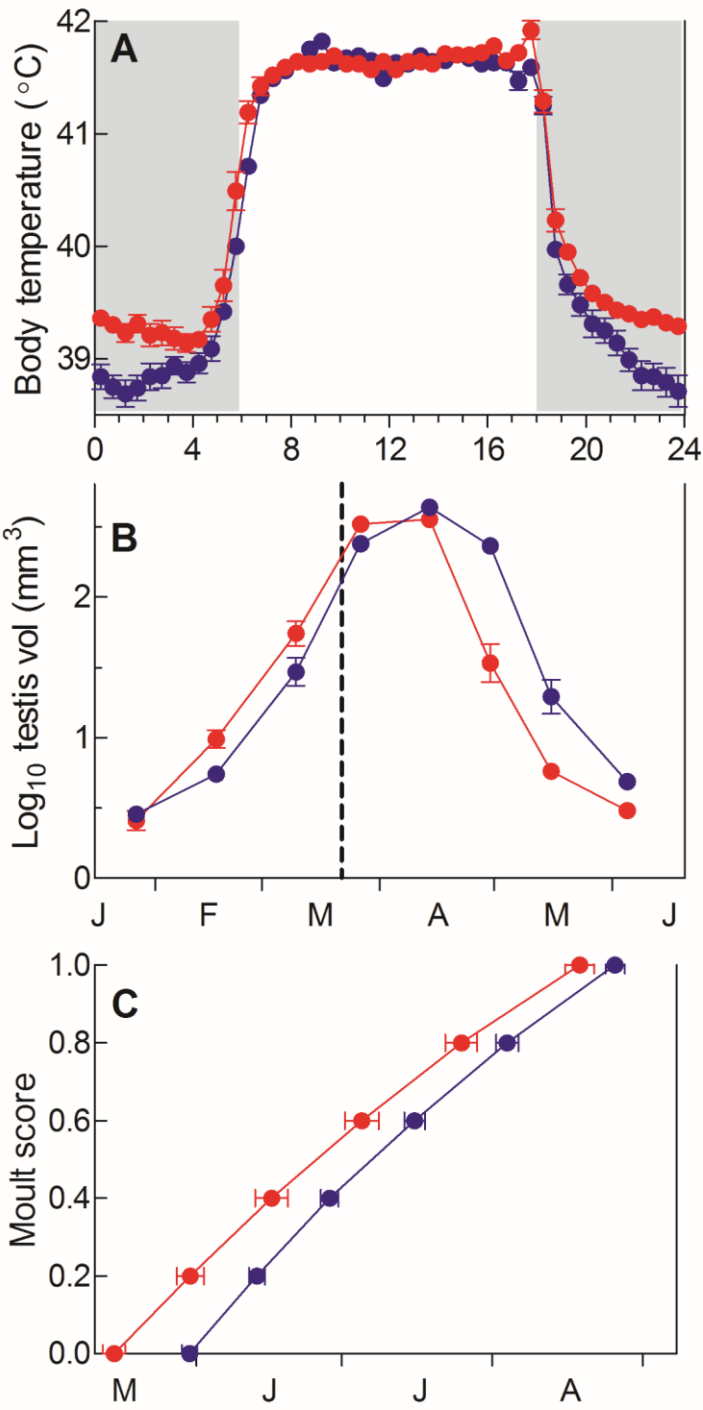 A
Body temperature (°C)
42
41
40
39
0 4 8 12 16 20 24
B
Log10 testis vol (mm3)
2
1
0
J F M A M J
C
Moult score
1.0
0.8
0.6
0.4
0.2
0.0
M J J A